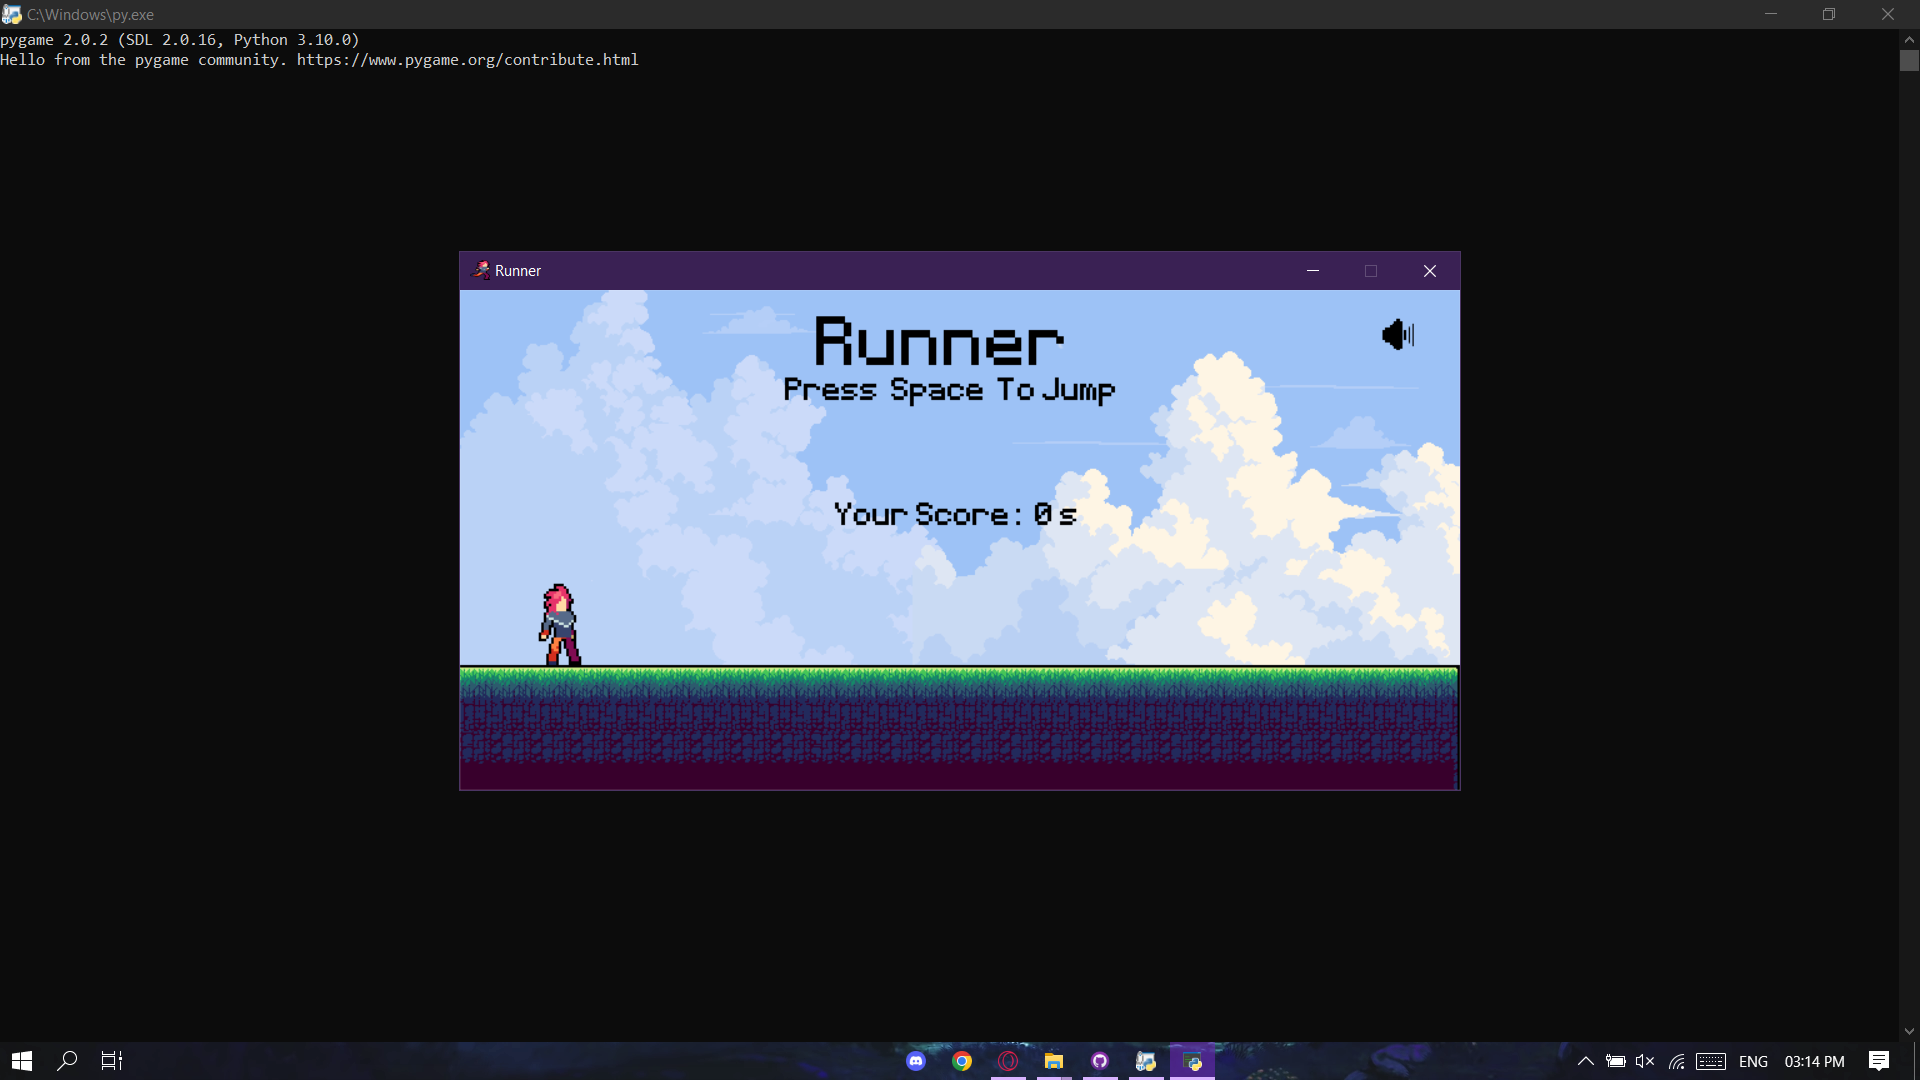 C:\Windows\py.exe
pygame 2.0.2 (SDL 2.0.16, Python 3.10.0)
Hello from the pygame community. https://www.pygame.org/contribute.html
Runner
Runner
Press Space To Jump
Your Score: 0 s
ENG
03:14 PM